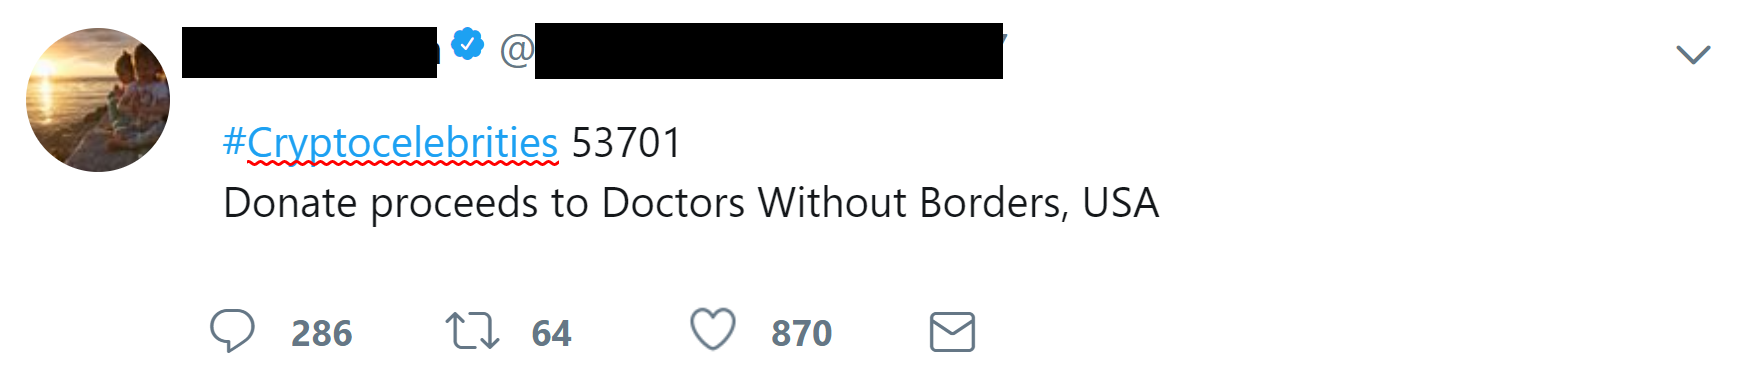 @
#Cryptocelebrities 53701
Donate proceeds to Doctors Without Borders, USA
286 64 870